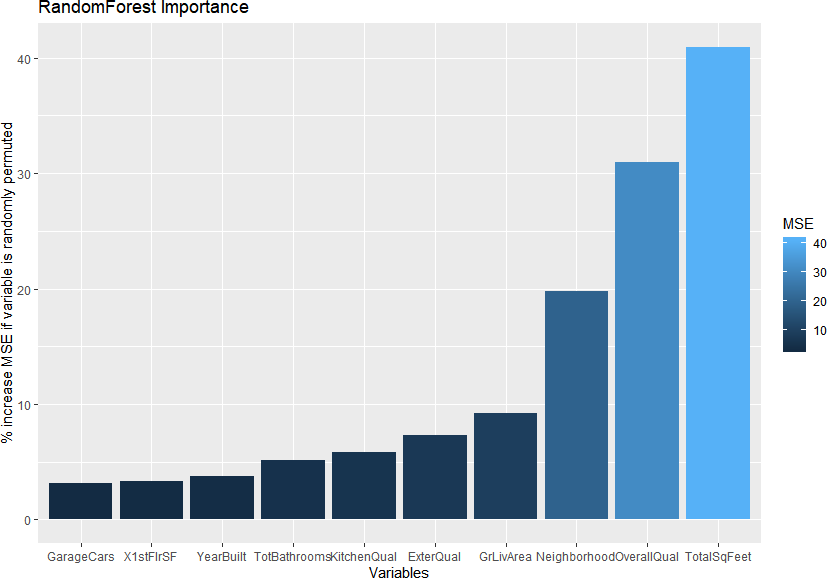 RandomForest Importance
% increase MSE if variable is randomly permuted
40
30
20
10
0
GarageCars X1stFlrSF YearBuilt TotBathrooms KitchenQual ExterQual GrLivArea Neighborhood OverallQual TotalSqFeet
Variables
MSE
40
30
20
10